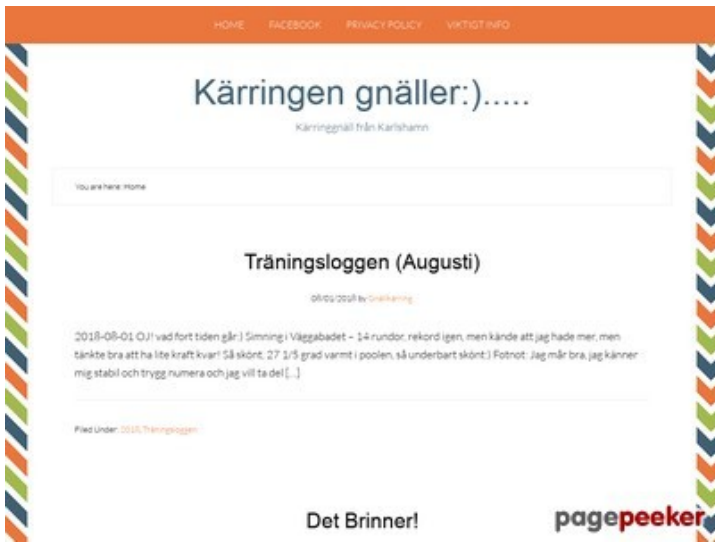 HOME FACEBOOK PRIVACY POLICY VIKTIGT INFO
Kärringen gnäller:).....
Kärringgnäll från Karlshamn
You are here: Home
Träningsloggen (Augusti)
08/01/2018 by Gnällkärring
2018-08-01 OJ! vad fort tiden går:) Simning i Väggabadet – 14 rundor, rekord igen, men kände att jag hade mer, men
tänkte bra att ha lite kraft kvar! Så skönt, 27 1/5 grad varmt i poolen, så underbart skönt:) Fotnot: Jag mår bra, jag känner
mig stabil och trygg numera och jag vill ta del [...]
Filed Under: 2018, Träningsloggen
Det Brinner!
pagepeeker